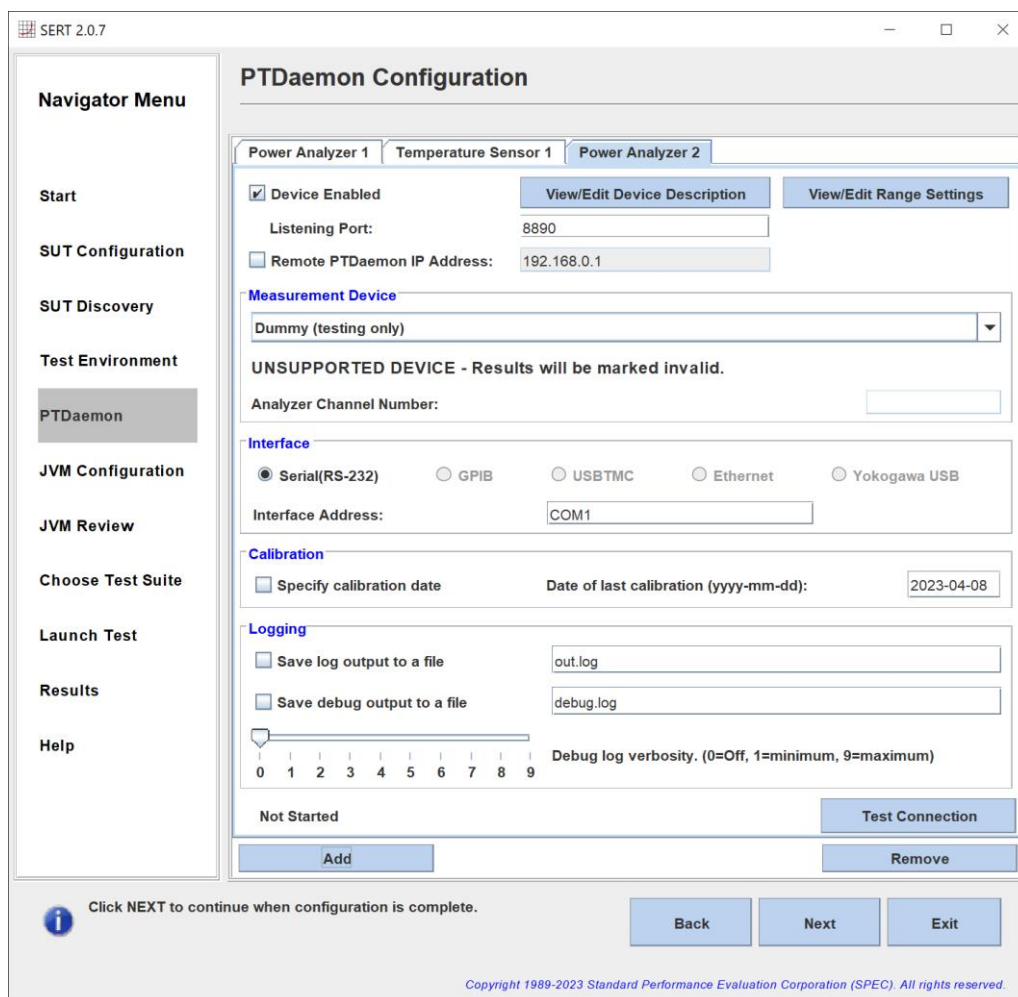 SERT 2.0.7
PTDaemon Configuration
Navigator Menu
Start
SUT Configuration
SUT Discovery
Test Environment
PTDaemon
JVM Configuration
JVM Review
Choose Test Suite
Launch Test
Results
Help
Power Analyzer 1 Temperature Sensor 1 Power Analyzer 2
Device Enabled View/Edit Device Description View/Edit Range Settings
Listening Port: 8890
Remote PTDaemon IP Address: 192.168.0.1
Measurement Device
Dummy (testing only)
UNSUPPORTED DEVICE - Results will be marked invalid.
Analyzer Channel Number:
Interface
Serial(RS-232) GPIB USBTMC Ethernet Yokogawa USB
Interface Address: COM1
Calibration
Specify calibration date Date of last calibration (yyyy-mm-dd): 2023-04-08
Logging
Save log output to a file out.log
Save debug output to a file debug.log
0 1 2 3 4 5 6 7 8 9 Debug log verbosity. (0=Off, 1=minimum, 9=maximum)
Not Started Test Connection
Add Remove
Click NEXT to continue when configuration is complete.
Back Next Exit
Copyright 1989-2023 Standard Performance Evaluation Corporation (SPEC). All rights reserved.